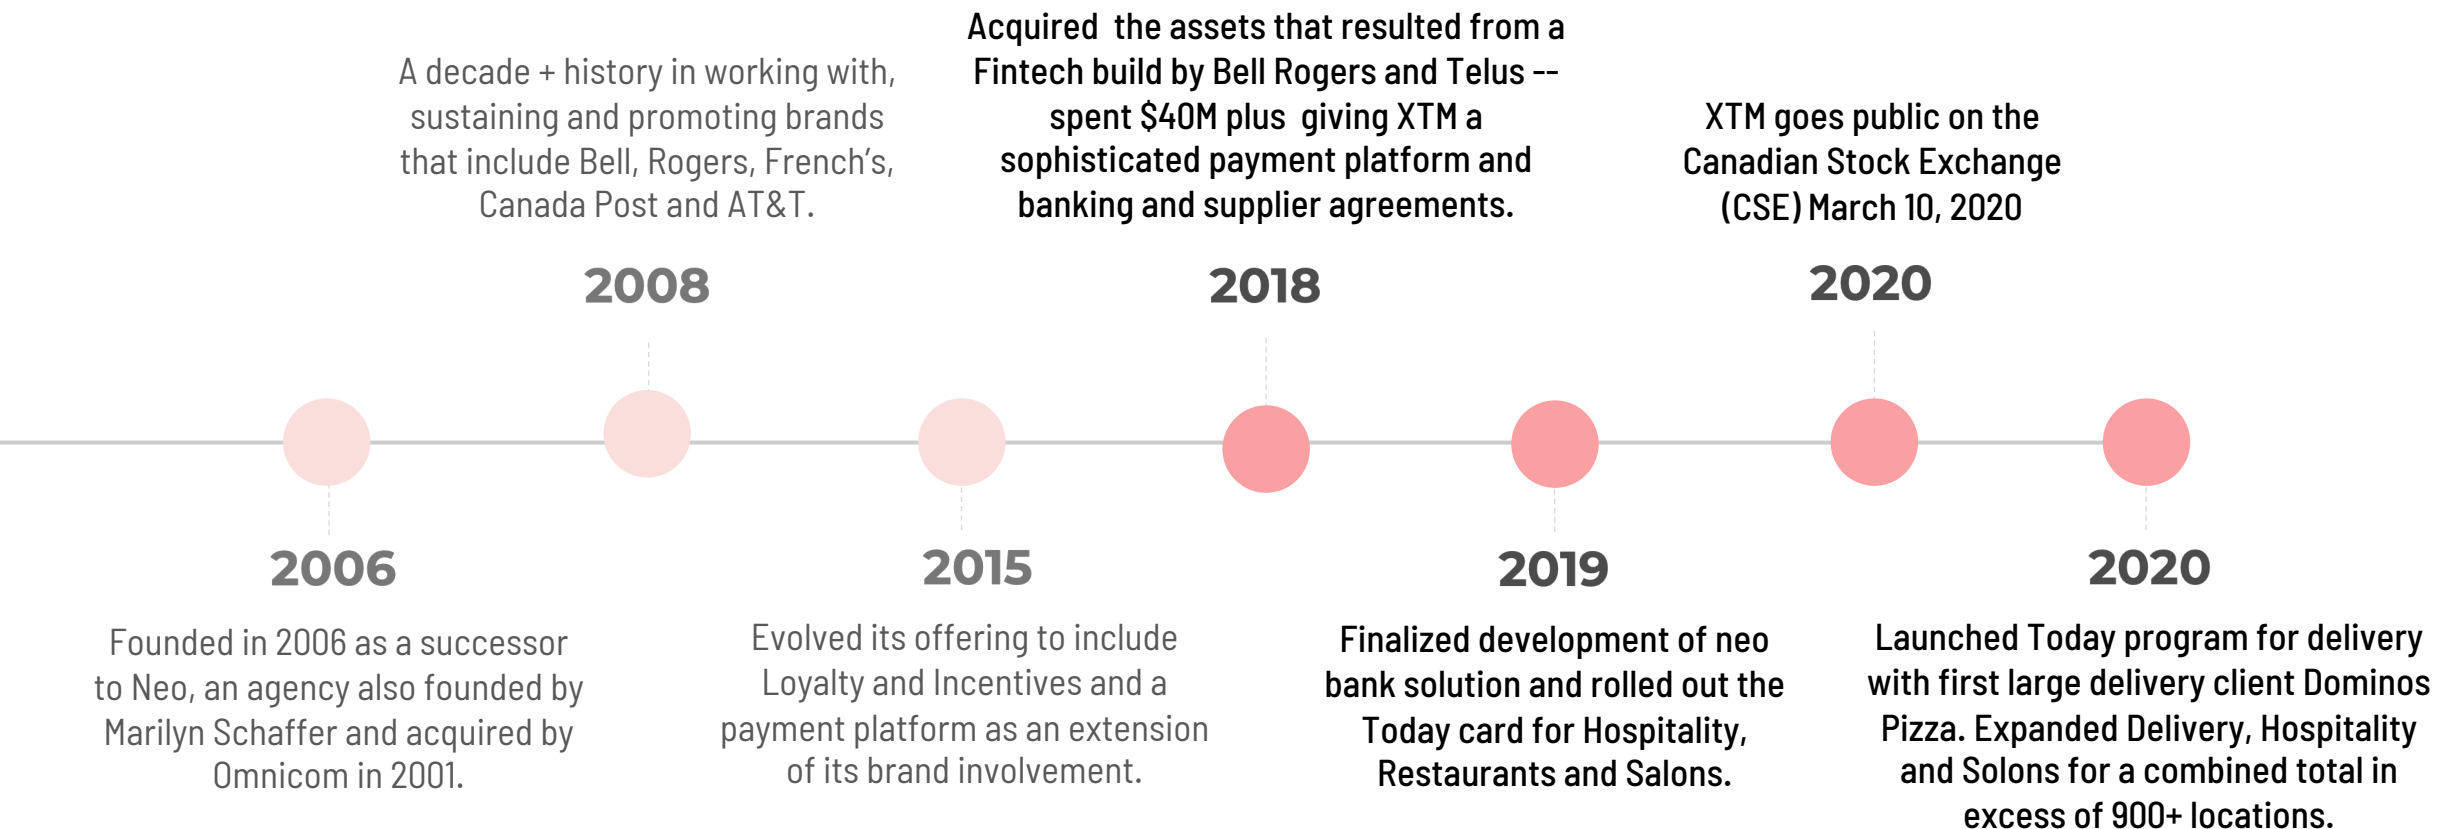 A decade + history in working with,
sustaining and promoting brands
that include Bell, Rogers, French’s,
Canada Post and AT&T.
2008
Acquired the assets that resulted from a
Fintech build by Bell Rogers and Telus --
spent $40M plus giving XTM a
sophisticated payment platform and
banking and supplier agreements.
2018
XTM goes public on the
Canadian Stock Exchange
(CSE) March 10, 2020
2020
2006
Founded in 2006 as a successor
to Neo, an agency also founded by
Marilyn Schaffer and acquired by
Omnicom in 2001.
2015
Evolved its offering to include
Loyalty and Incentives and a
payment platform as an extension
of its brand involvement.
2019
Finalized development of neo
bank solution and rolled out the
Today card for Hospitality,
Restaurants and Salons.
2020
Launched Today program for delivery
with first large delivery client Dominos
Pizza. Expanded Delivery, Hospitality
and Solons for a combined total in
excess of 900+ locations.